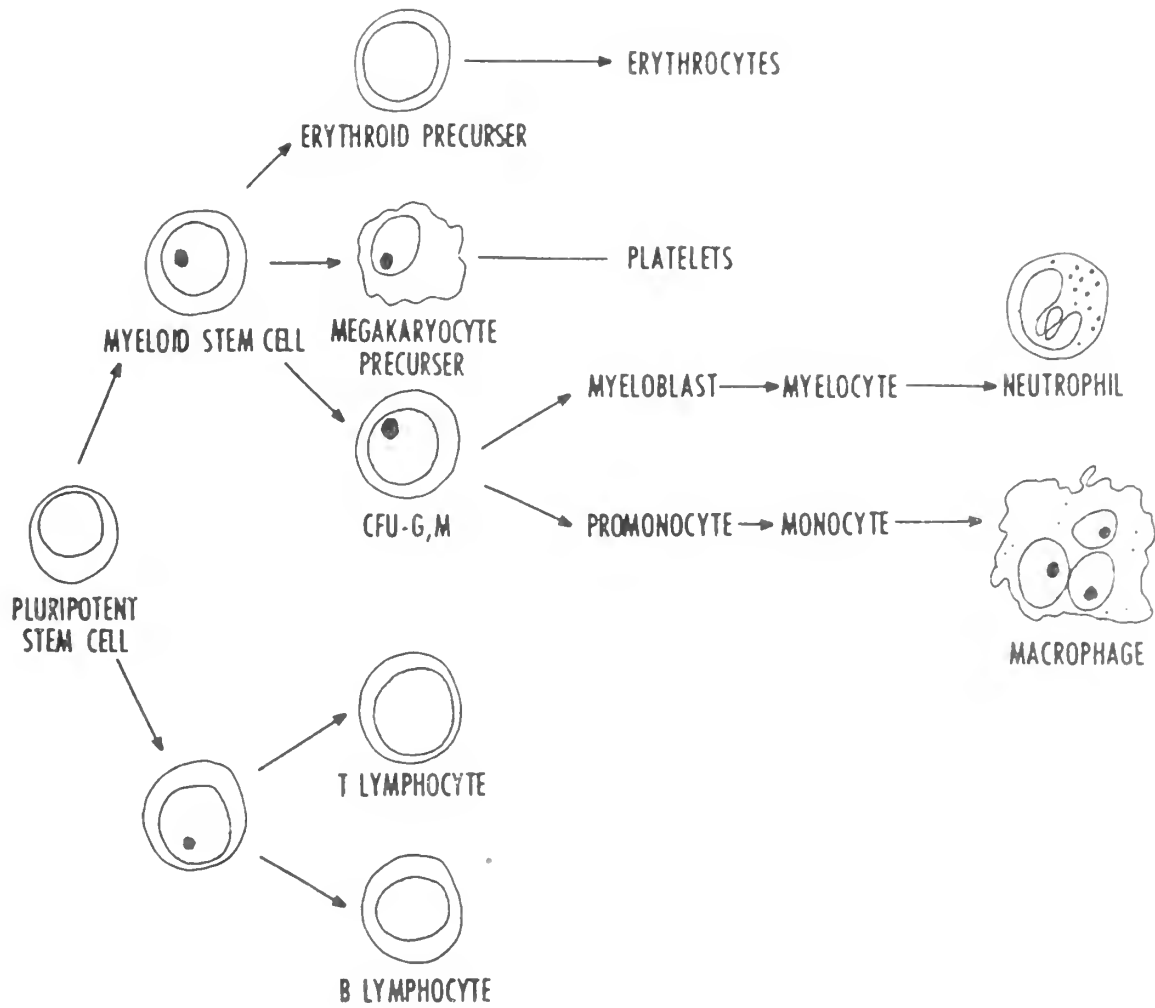 ERYTHROCYTES
ERYTHROID PRECURSER
PLATELETS
MYELOID STEM CELL
MEGAKARYOCYTE
PRECURSER
MYELOBLAST
MYELOCYTE
NEUTROPHIL
CFU-G,M
PROMONOCYTE
MONOCYTE
PLURIPOTENT
STEM CELL
MACROPHAGE
T LYMPHOCYTE
B LYMPHOCYTE